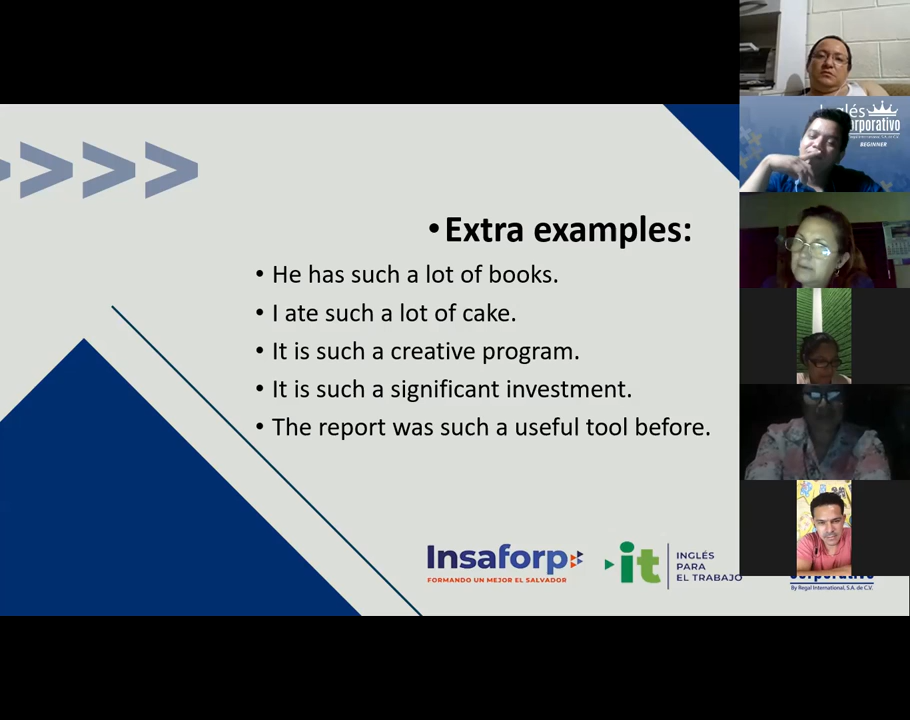 Inglés
corporativo
BEGINNER
>>>>
•Extra examples:
• He has such a lot of books.
• I ate such a lot of cake.
• It is such a creative program.
• It is such a significant investment.
• The report was such a useful tool before.
Insaforp
FORMANDO UN MEJOR EL SALVADOR
it
INGLÉS
PARA
EL TRABAJO
corporativo
By Regal International, S.A. de C.V.